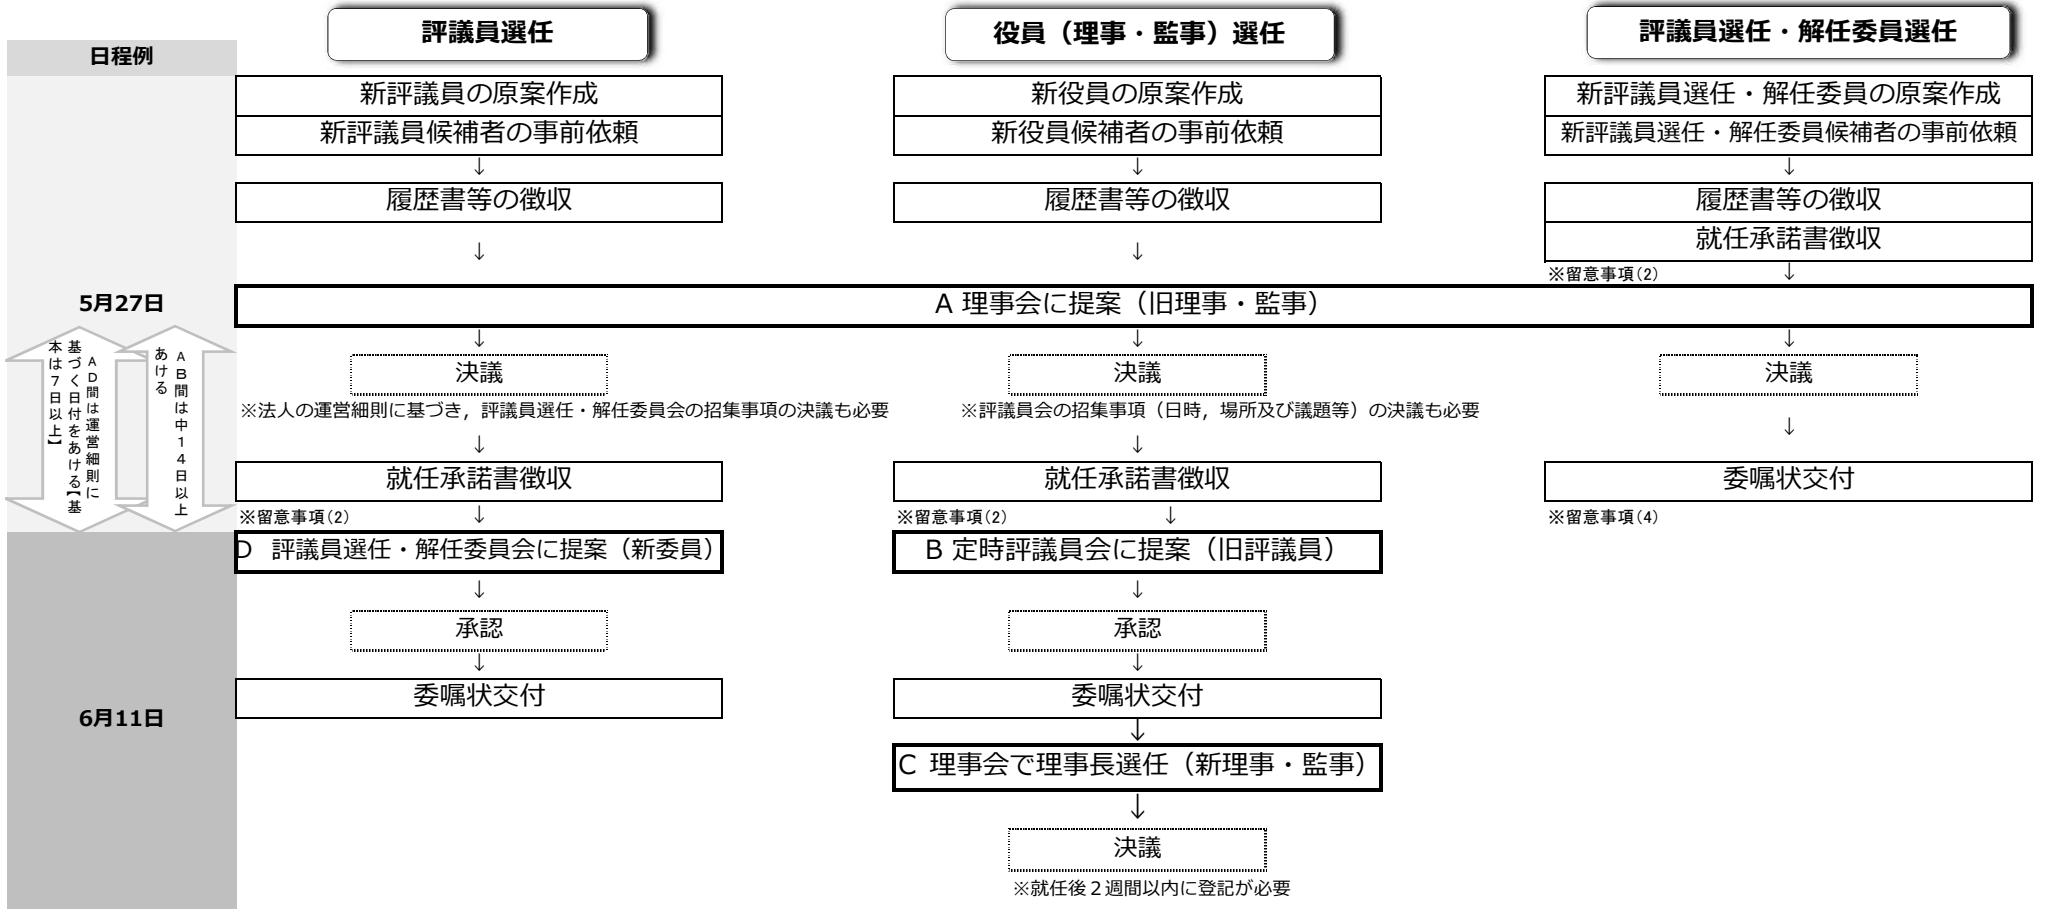 評議員選任
役員（理事・監事）選任
評議員選任・解任委員選任
日程例
新評議員の原案作成
新役員の原案作成
新評議員選任・解任委員の原案作成
新評議員候補者の事前依頼
新役員候補者の事前依頼
新評議員選任・解任委員候補者の事前依頼
↓
↓
↓
履歴書等の徴収
履歴書等の徴収
履歴書等の徴収
就任承諾書徴収
↓
↓
※留意事項(2)
↓
5月27日
A 理事会に提案（旧理事・監事）
↓
↓
↓
ＡＤ間は運営細則に
基づく日付をあける【基
本は７日以上】
ＡＢ間は中１４日以上
あける
決議
決議
決議
※法人の運営細則に基づき，評議員選任・解任委員会の招集事項の決議も必要
※評議員会の招集事項（日時，場所及び議題等）の決議も必要
↓
↓
↓
就任承諾書徴収
就任承諾書徴収
委嘱状交付
※留意事項(2)
↓
※留意事項(2)
↓
※留意事項(4)
D 評議員選任・解任委員会に提案（新委員）
B 定時評議員会に提案（旧評議員）
↓
↓
承認
承認
↓
↓
委嘱状交付
委嘱状交付
6月11日
↓
C 理事会で理事長選任（新理事・監事）
↓
決議
※就任後２週間以内に登記が必要